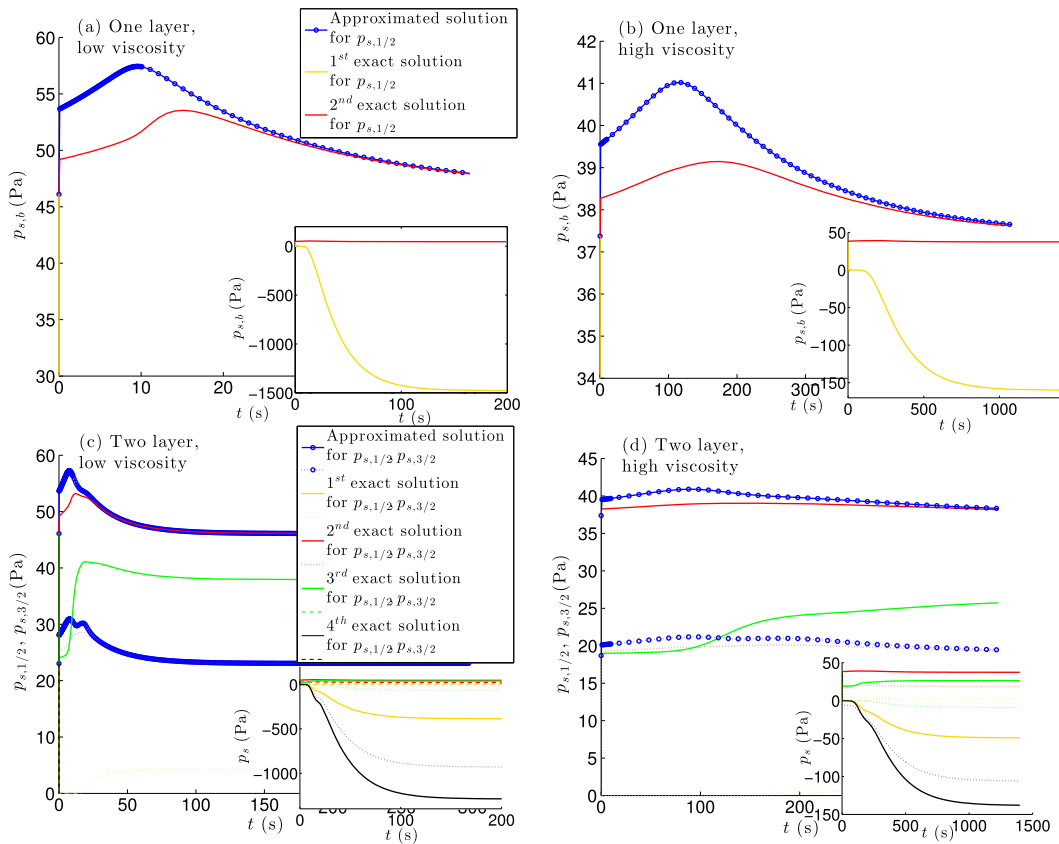 (a) One layer,
low viscosity
Approximated solution
for p_{s,1/2}
1^{st} exact solution
for p_{s,1/2}
2^{nd} exact solution
for p_{s,1/2}
p_{s,b} (Pa)
60
55
50
45
40
35
30
0
10
20
t (s)
p_{s,b} (Pa)
0
−500
−1000
−1500
0
100
200
t (s)
(b) One layer,
high viscosity
p_{s,b} (Pa)
42
41
40
39
38
37
36
35
34
0
100
200
300
t (s)
p_{s,b} (Pa)
50
0
−50
−100
−150
0
500
1000
t (s)
(c) Two layer,
low viscosity
Approximated solution
for p_{s,1/2}, p_{s,3/2}
1^{st} exact solution
for p_{s,1/2}, p_{s,3/2}
2^{nd} exact solution
for p_{s,1/2}, p_{s,3/2}
3^{rd} exact solution
for p_{s,1/2}, p_{s,3/2}
4^{th} exact solution
for p_{s,1/2}, p_{s,3/2}
p_{s,1/2}, p_{s,3/2} (Pa)
60
50
40
30
20
10
0
0
50
100
150
t (s)
p_s (Pa)
0
−500
−1000
0
100
200
t (s)
(d) Two layer,
high viscosity
p_{s,1/2}, p_{s,3/2} (Pa)
50
45
40
35
30
25
20
15
10
5
0
0
100
200
t (s)
p_s (Pa)
50
0
−50
−100
−150
0
500
1000
1500
t (s)